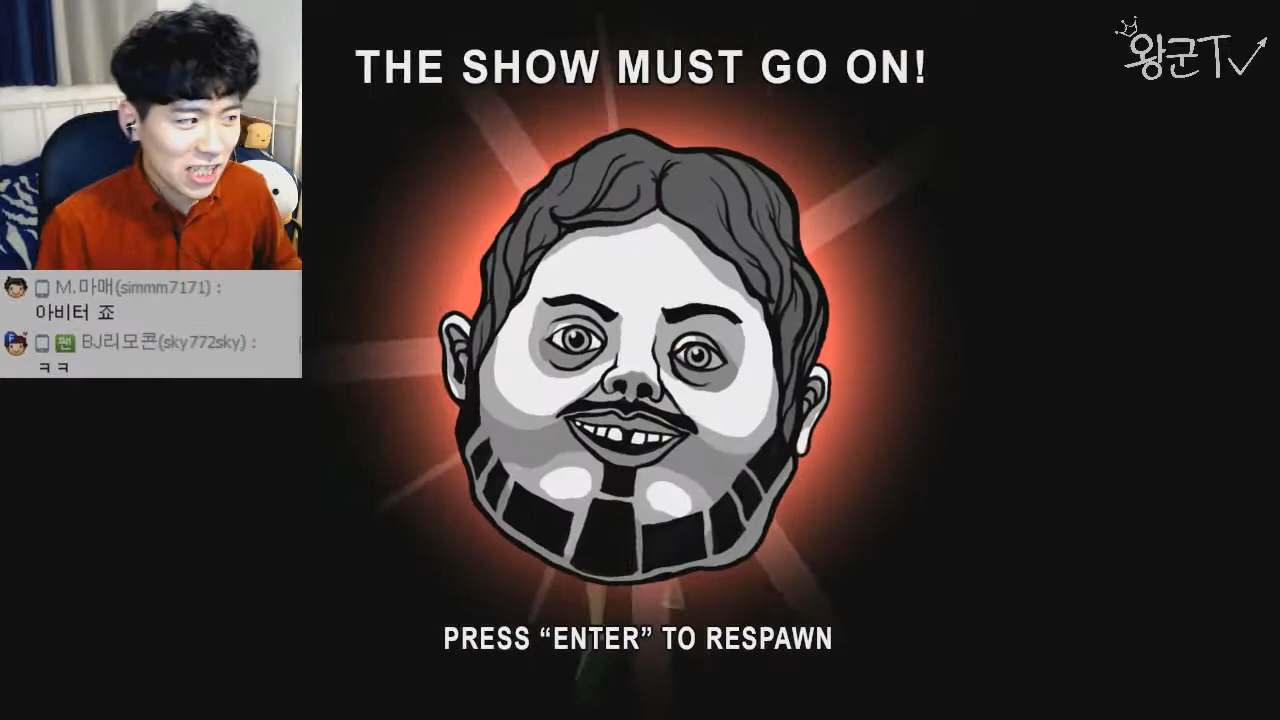 THE SHOW MUST GO ON!
왕군TV
M.마매(simmm7171) :
아비터 죠
팬 BJ리모콘(sky772sky) :
ㅋㅋ
PRESS “ENTER” TO RESPAWN